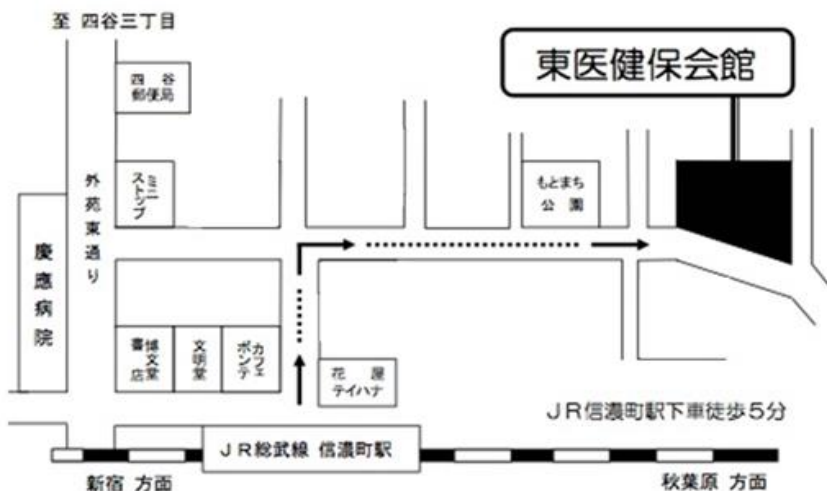 至 四谷三丁目
東医健保会館
四谷
郵便局
ミニ
ストップ
外苑東通り
もとまち
公園
慶應病院
博文堂
書店
文明堂
カフェ
ポンテ
花屋
テイハナ
JR信濃町駅下車徒歩5分
JR総武線 信濃町駅
新宿 方面
秋葉原 方面